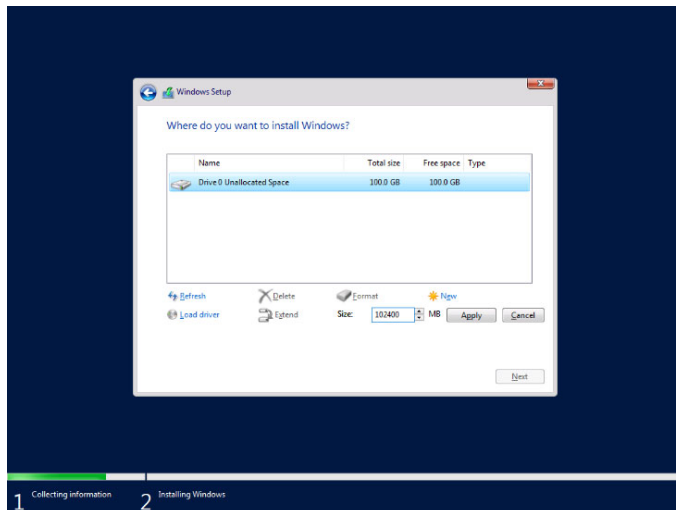 Windows Setup
Where do you want to install Windows?
Name Total size Free space Type
Drive 0 Unallocated Space 100.0 GB 100.0 GB
Refresh Delete Format New
Load driver Extend Size: 102400 MB Apply Cancel
Next
1 Collecting information 2 Installing Windows